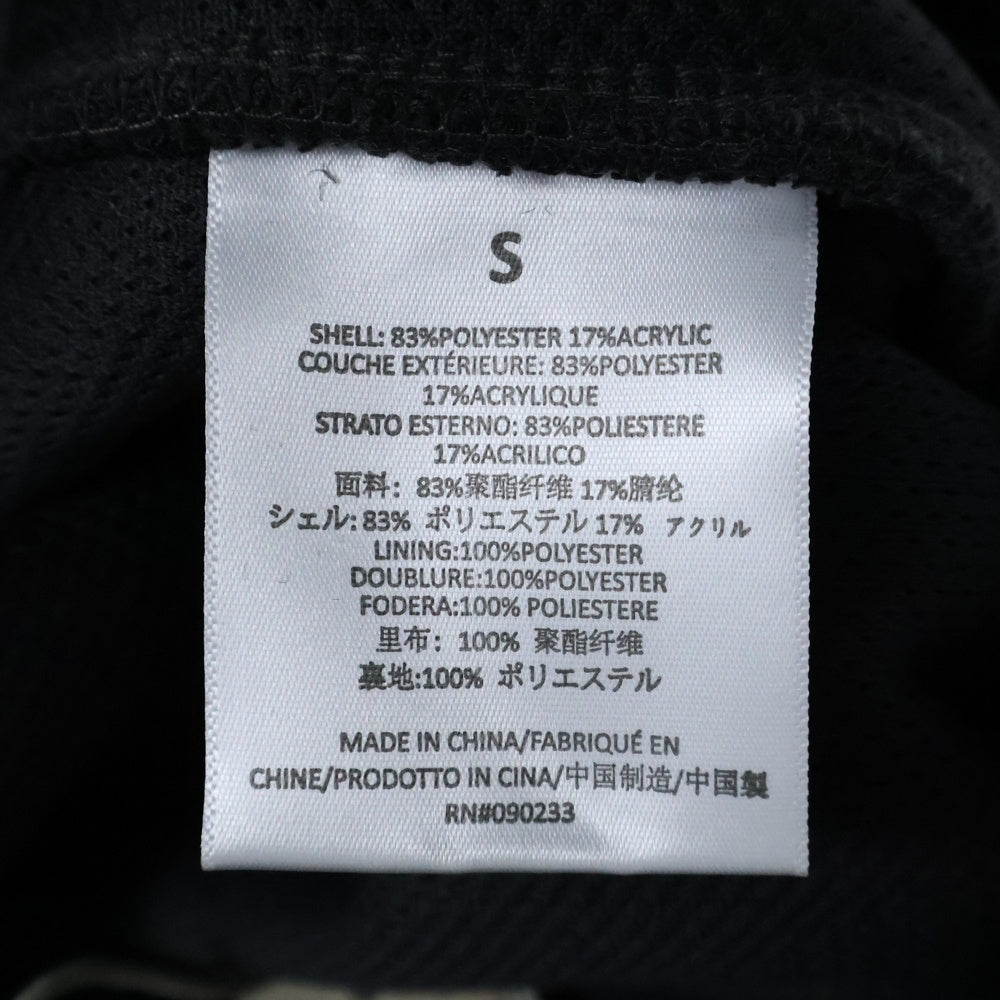 S
SHELL: 83%POLYESTER 17%ACRYLIC
COUCHE EXTÉRIEURE: 83%POLYESTER
17%ACRYLIQUE
STRATO ESTERNO: 83%POLIESTERE
17%ACRILICO
面料：83%聚酯纤维 17%腈纶
シェル: 83% ポリエステル 17% アクリル
LINING:100%POLYESTER
DOUBLURE:100%POLYESTER
FODERA:100% POLIESTERE
里布：100% 聚酯纤维
裏地:100% ポリエステル
MADE IN CHINA/FABRIQUÉ EN
CHINE/PRODOTTO IN CINA/中国制造/中国製
RN#090233